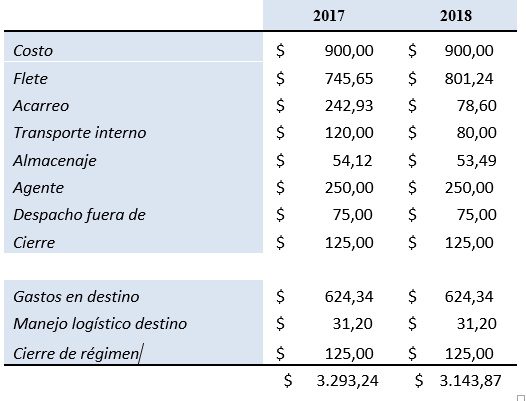 2017 2018
Costo $ 900,00 $ 900,00
Flete $ 745,65 $ 801,24
Acarreo $ 242,93 $ 78,60
Transporte interno $ 120,00 $ 80,00
Almacenaje $ 54,12 $ 53,49
Agente $ 250,00 $ 250,00
Despacho fuera de $ 75,00 $ 75,00
Cierre $ 125,00 $ 125,00
Gastos en destino $ 624,34 $ 624,34
Manejo logístico destino $ 31,20 $ 31,20
Cierre de régimen $ 125,00 $ 125,00
$ 3.293,24 $ 3.143,87